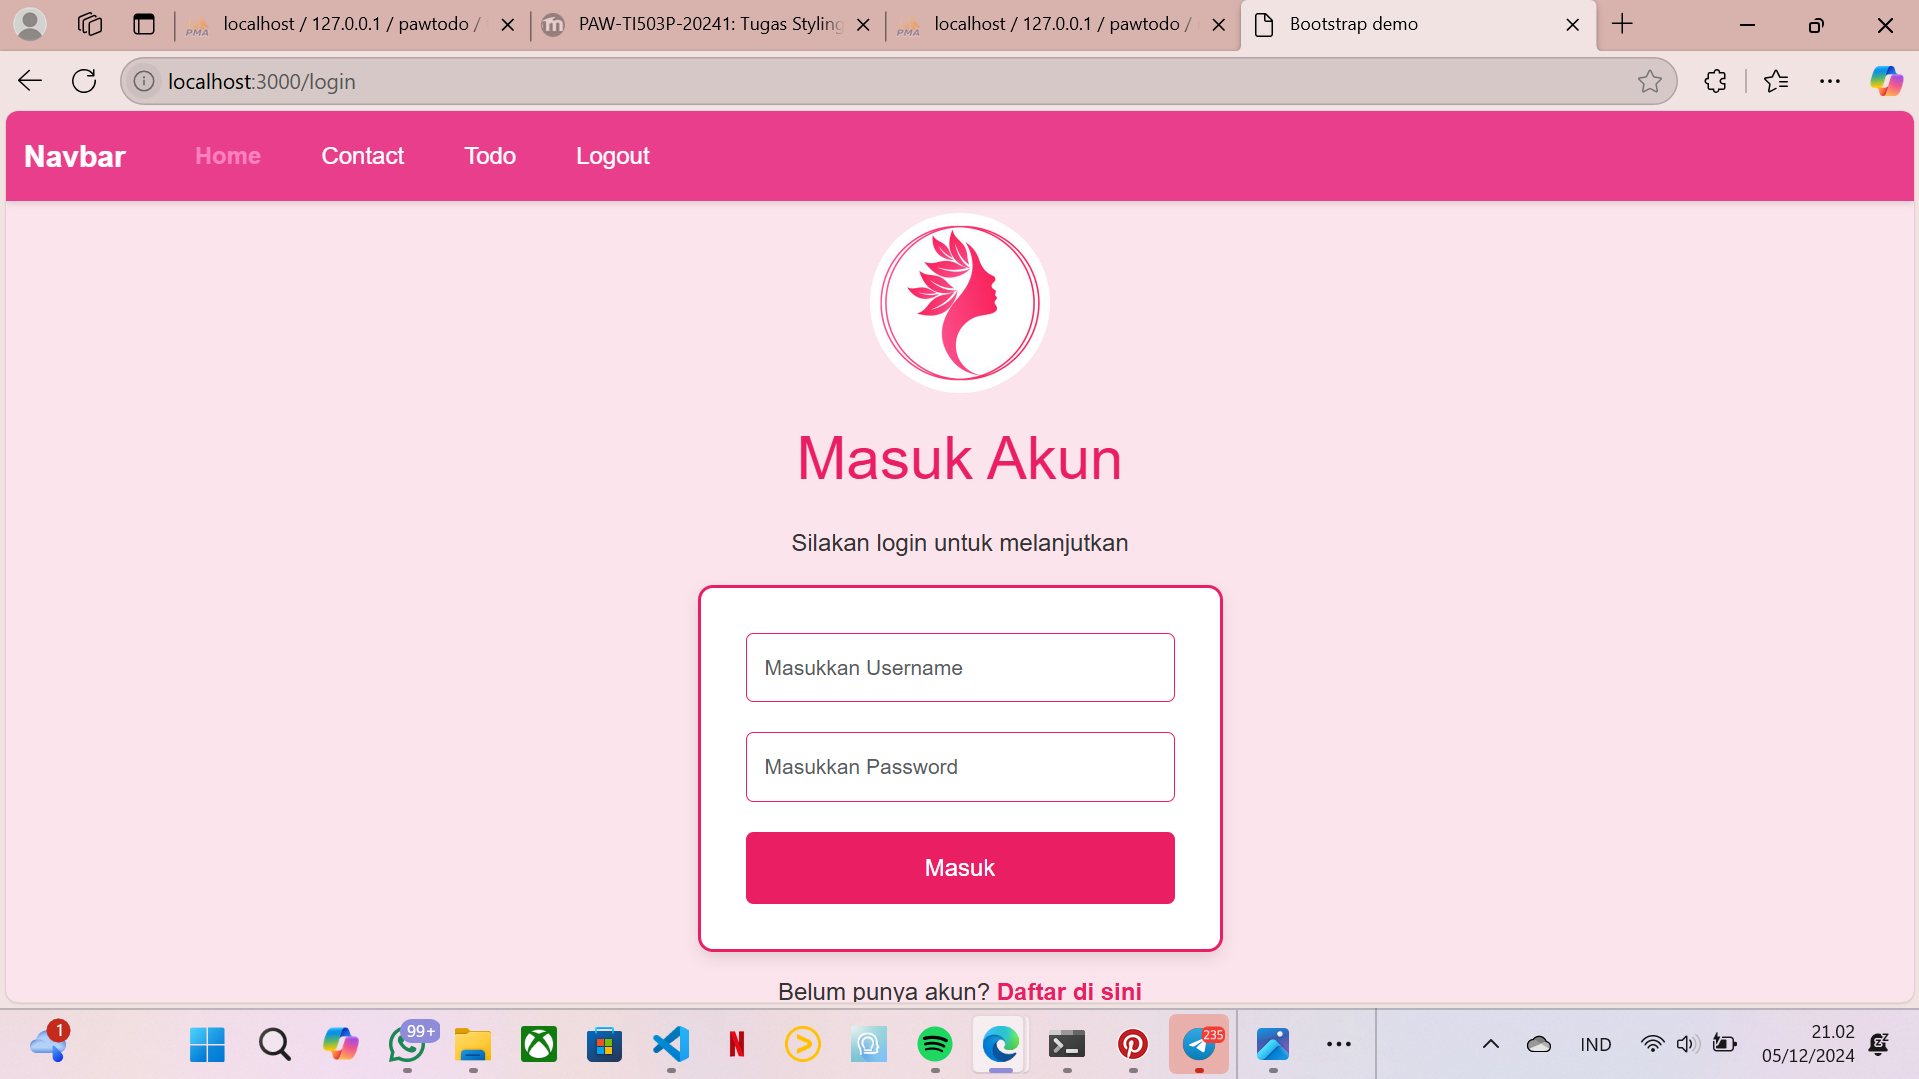 localhost / 127.0.0.1 / pawtodo /
PAW-TI503P-20241: Tugas Styling
localhost / 127.0.0.1 / pawtodo /
Bootstrap demo
localhost:3000/login
Navbar
Home
Contact
Todo
Logout
Masuk Akun
Silakan login untuk melanjutkan
Masukkan Username
Masukkan Password
Masuk
Belum punya akun? Daftar di sini
1
99+
235
IND
21.02
05/12/2024